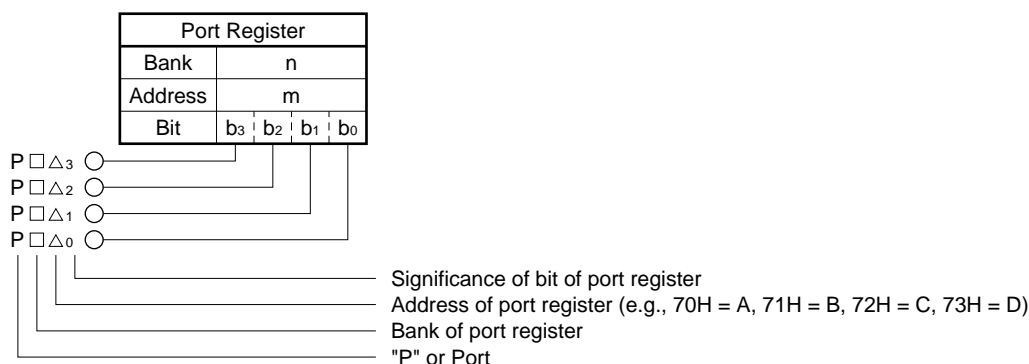 Port Register
Bank n
Address m
Bit b3 b2 b1 b0
P □ △ 3
P □ △ 2
P □ △ 1
P □ △ 0
Significance of bit of port register
Address of port register (e.g., 70H = A, 71H = B, 72H = C, 73H = D)
Bank of port register
"P" or Port